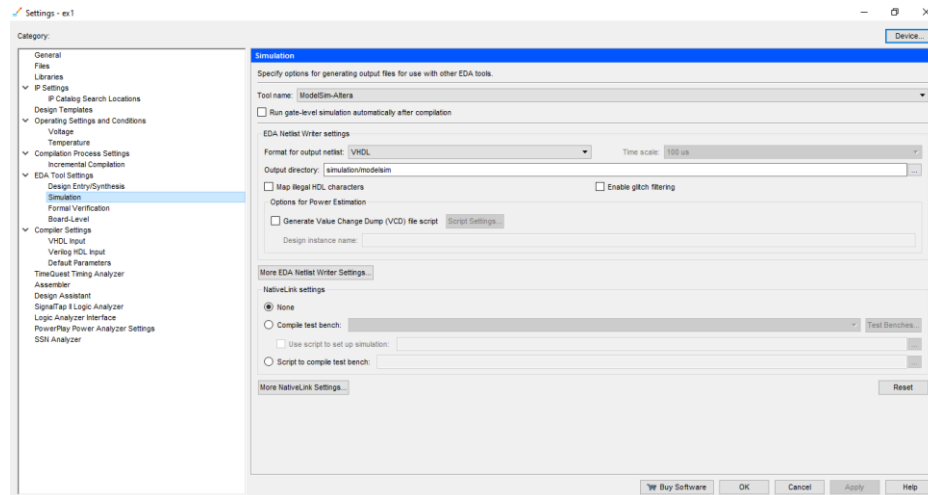 Settings - ex1
Category:
Device...
General
Files
Libraries
IP Settings
IP Catalog Search Locations
Design Templates
Operating Settings and Conditions
Voltage
Temperature
Compilation Process Settings
Incremental Compilation
EDA Tool Settings
Design Entry/Synthesis
Simulation
Formal Verification
Board-Level
Compiler Settings
VHDL Input
Verilog HDL Input
Default Parameters
TimeQuest Timing Analyzer
Assembler
Design Assistant
SignalTap II Logic Analyzer
Logic Analyzer Interface
PowerPlay Power Analyzer Settings
SSN Analyzer
Simulation
Specify options for generating output files for use with other EDA tools.
Tool name: ModelSim-Altera
Run gate-level simulation automatically after compilation
EDA Netlist Writer settings
Format for output netlist: VHDL Time scale: 100 us
Output directory: simulation/modelsim ...
Map illegal HDL characters Enable glitch filtering
Options for Power Estimation
Generate Value Change Dump (VCD) file script Script Settings...
Design instance name:
More EDA Netlist Writer Settings...
NativeLink settings
None
Compile test bench: Test Benches...
Use script to set up simulation: ...
Script to compile test bench: ...
More NativeLink Settings... Reset
Buy Software OK Cancel Apply Help